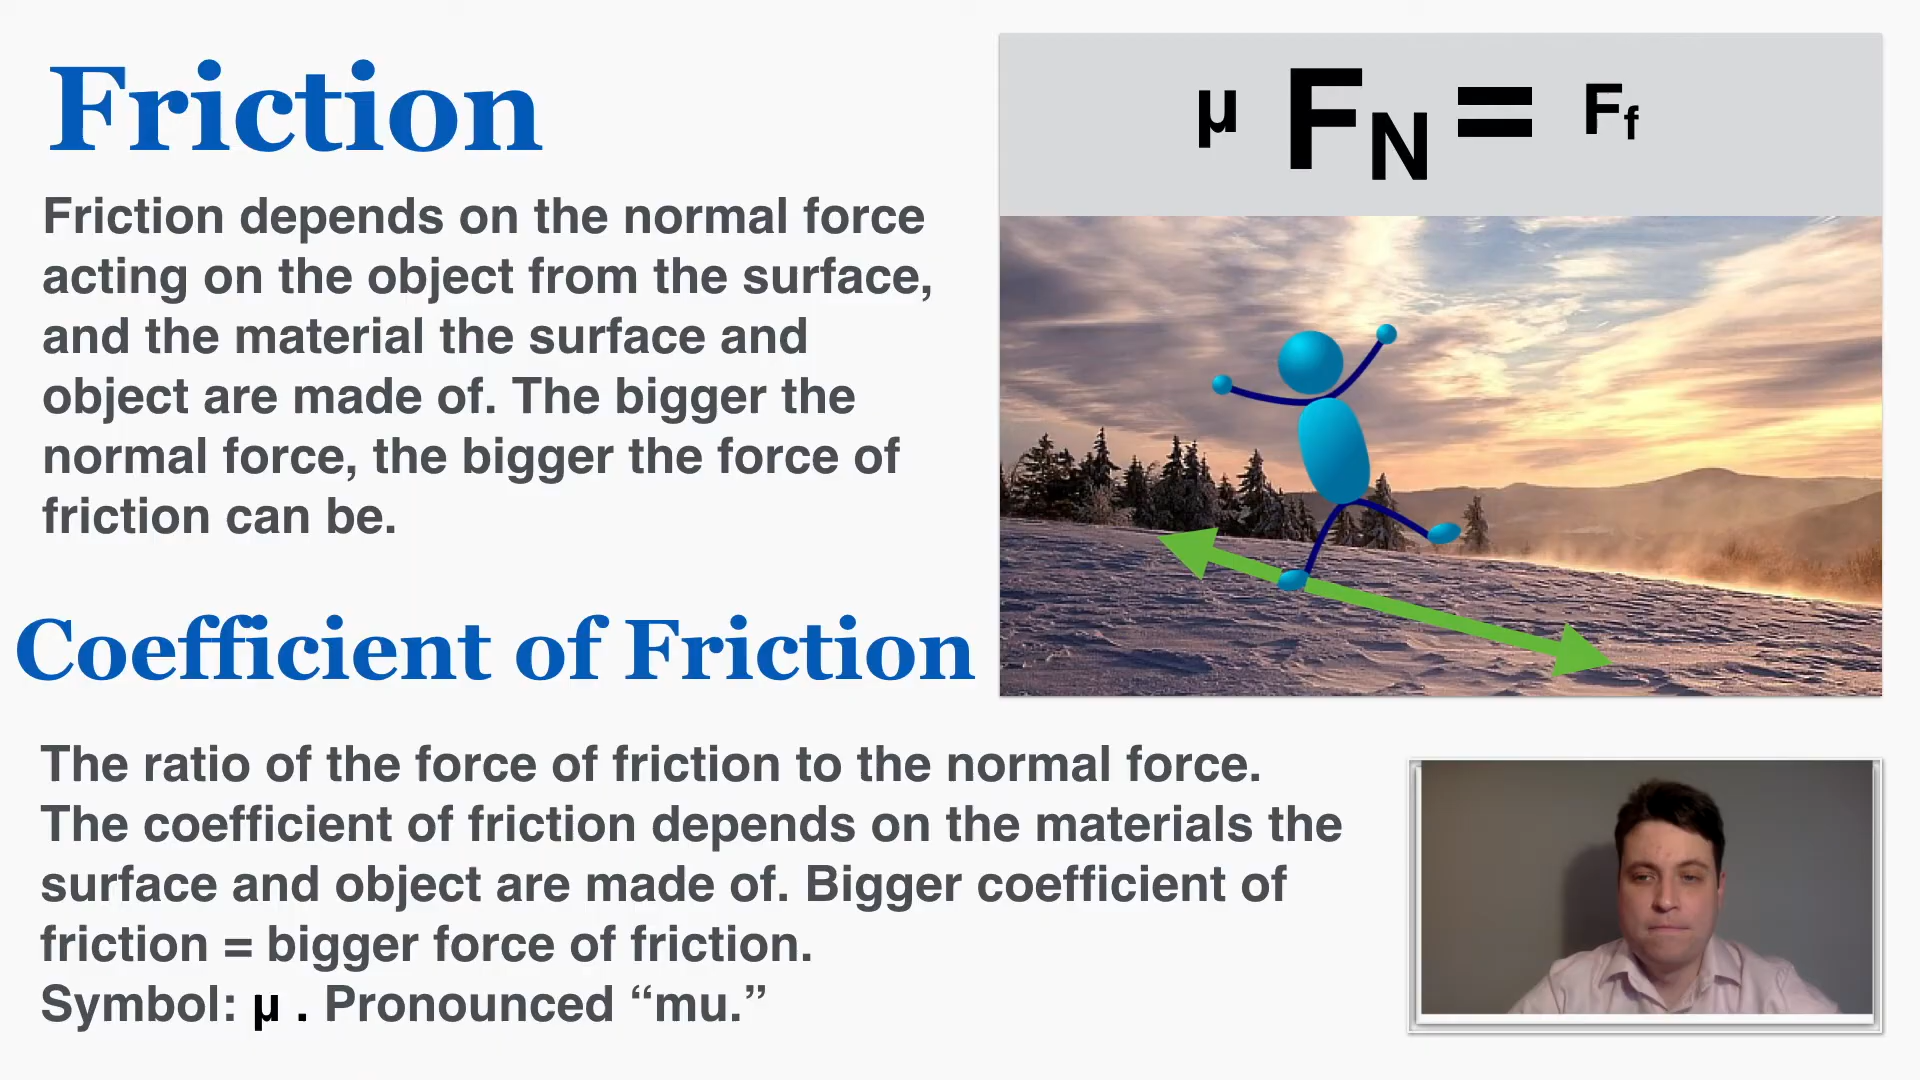 Friction
Friction depends on the normal force
acting on the object from the surface,
and the material the surface and
object are made of. The bigger the
normal force, the bigger the force of
friction can be.
µ FN = Ff
Coefficient of Friction
The ratio of the force of friction to the normal force.
The coefficient of friction depends on the materials the
surface and object are made of. Bigger coefficient of
friction = bigger force of friction.
Symbol: µ . Pronounced “mu.”